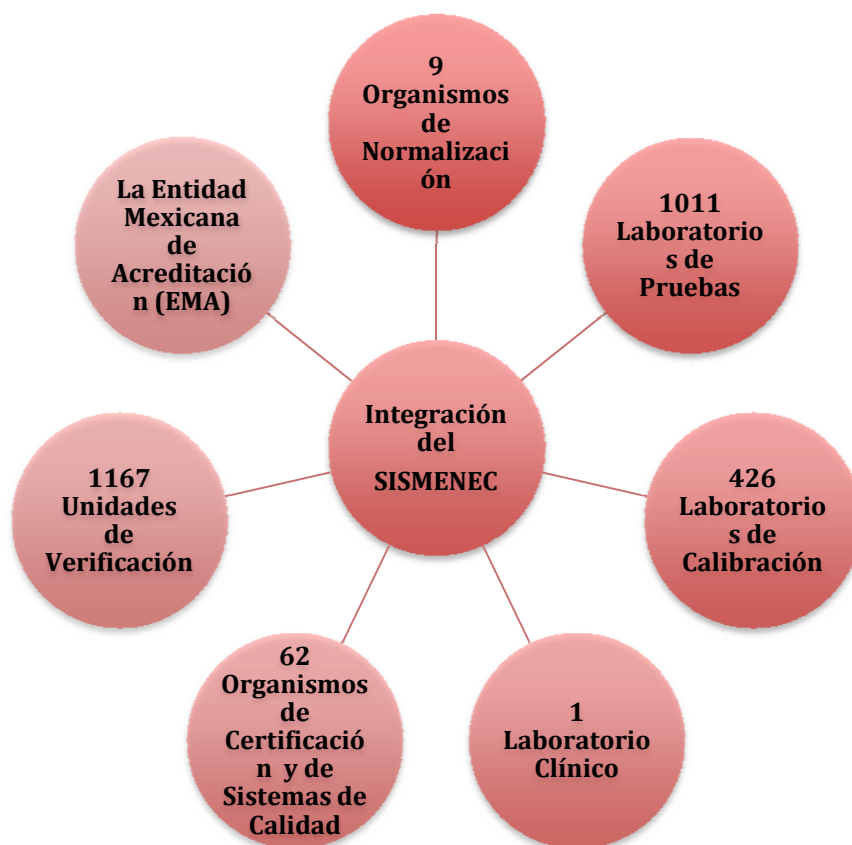 9
Organismos
de
Normalizaci
ón
1011
Laboratorio
s de
Pruebas
426
Laboratorio
s de
Calibración
1
Laboratorio
Clínico
62
Organismos
de
Certificació
n y de
Sistemas de
Calidad
1167
Unidades
de
Verificación
La Entidad
Mexicana
de
Acreditació
n (EMA)
Integración
del
SISMENEC